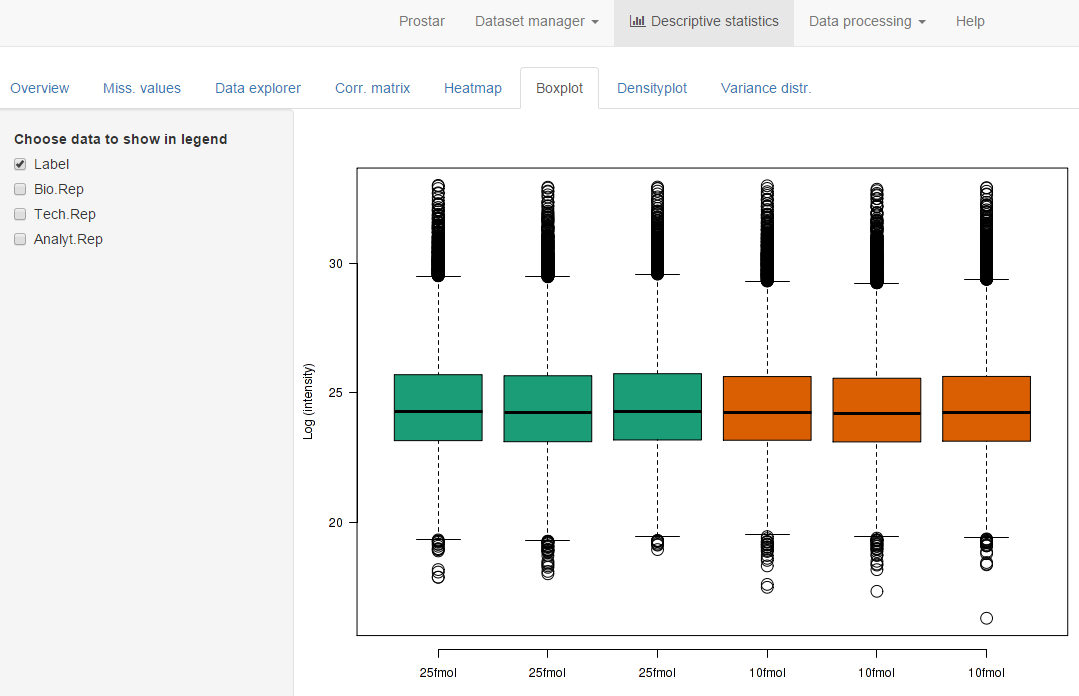 Prostar Dataset manager Descriptive statistics Data processing Help
Overview Miss. values Data explorer Corr. matrix Heatmap Boxplot Densityplot Variance distr.
Choose data to show in legend
Label
Bio.Rep
Tech.Rep
Analyt.Rep
Log (intensity)
30
25
20
25fmol 25fmol 25fmol 10fmol 10fmol 10fmol